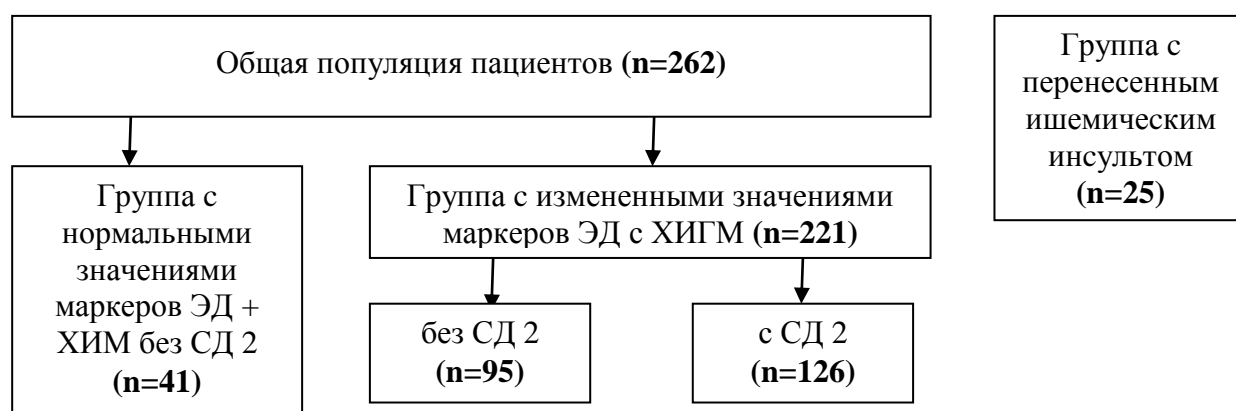 Общая популяция пациентов (n=262)
Группа с
перенесенным
ишемическим
инсультом
(n=25)
Группа с
нормальными
значениями
маркеров ЭД +
ХИМ без СД 2
(n=41)
Группа с измененными значениями
маркеров ЭД с ХИГМ (n=221)
без СД 2
(n=95)
с СД 2
(n=126)